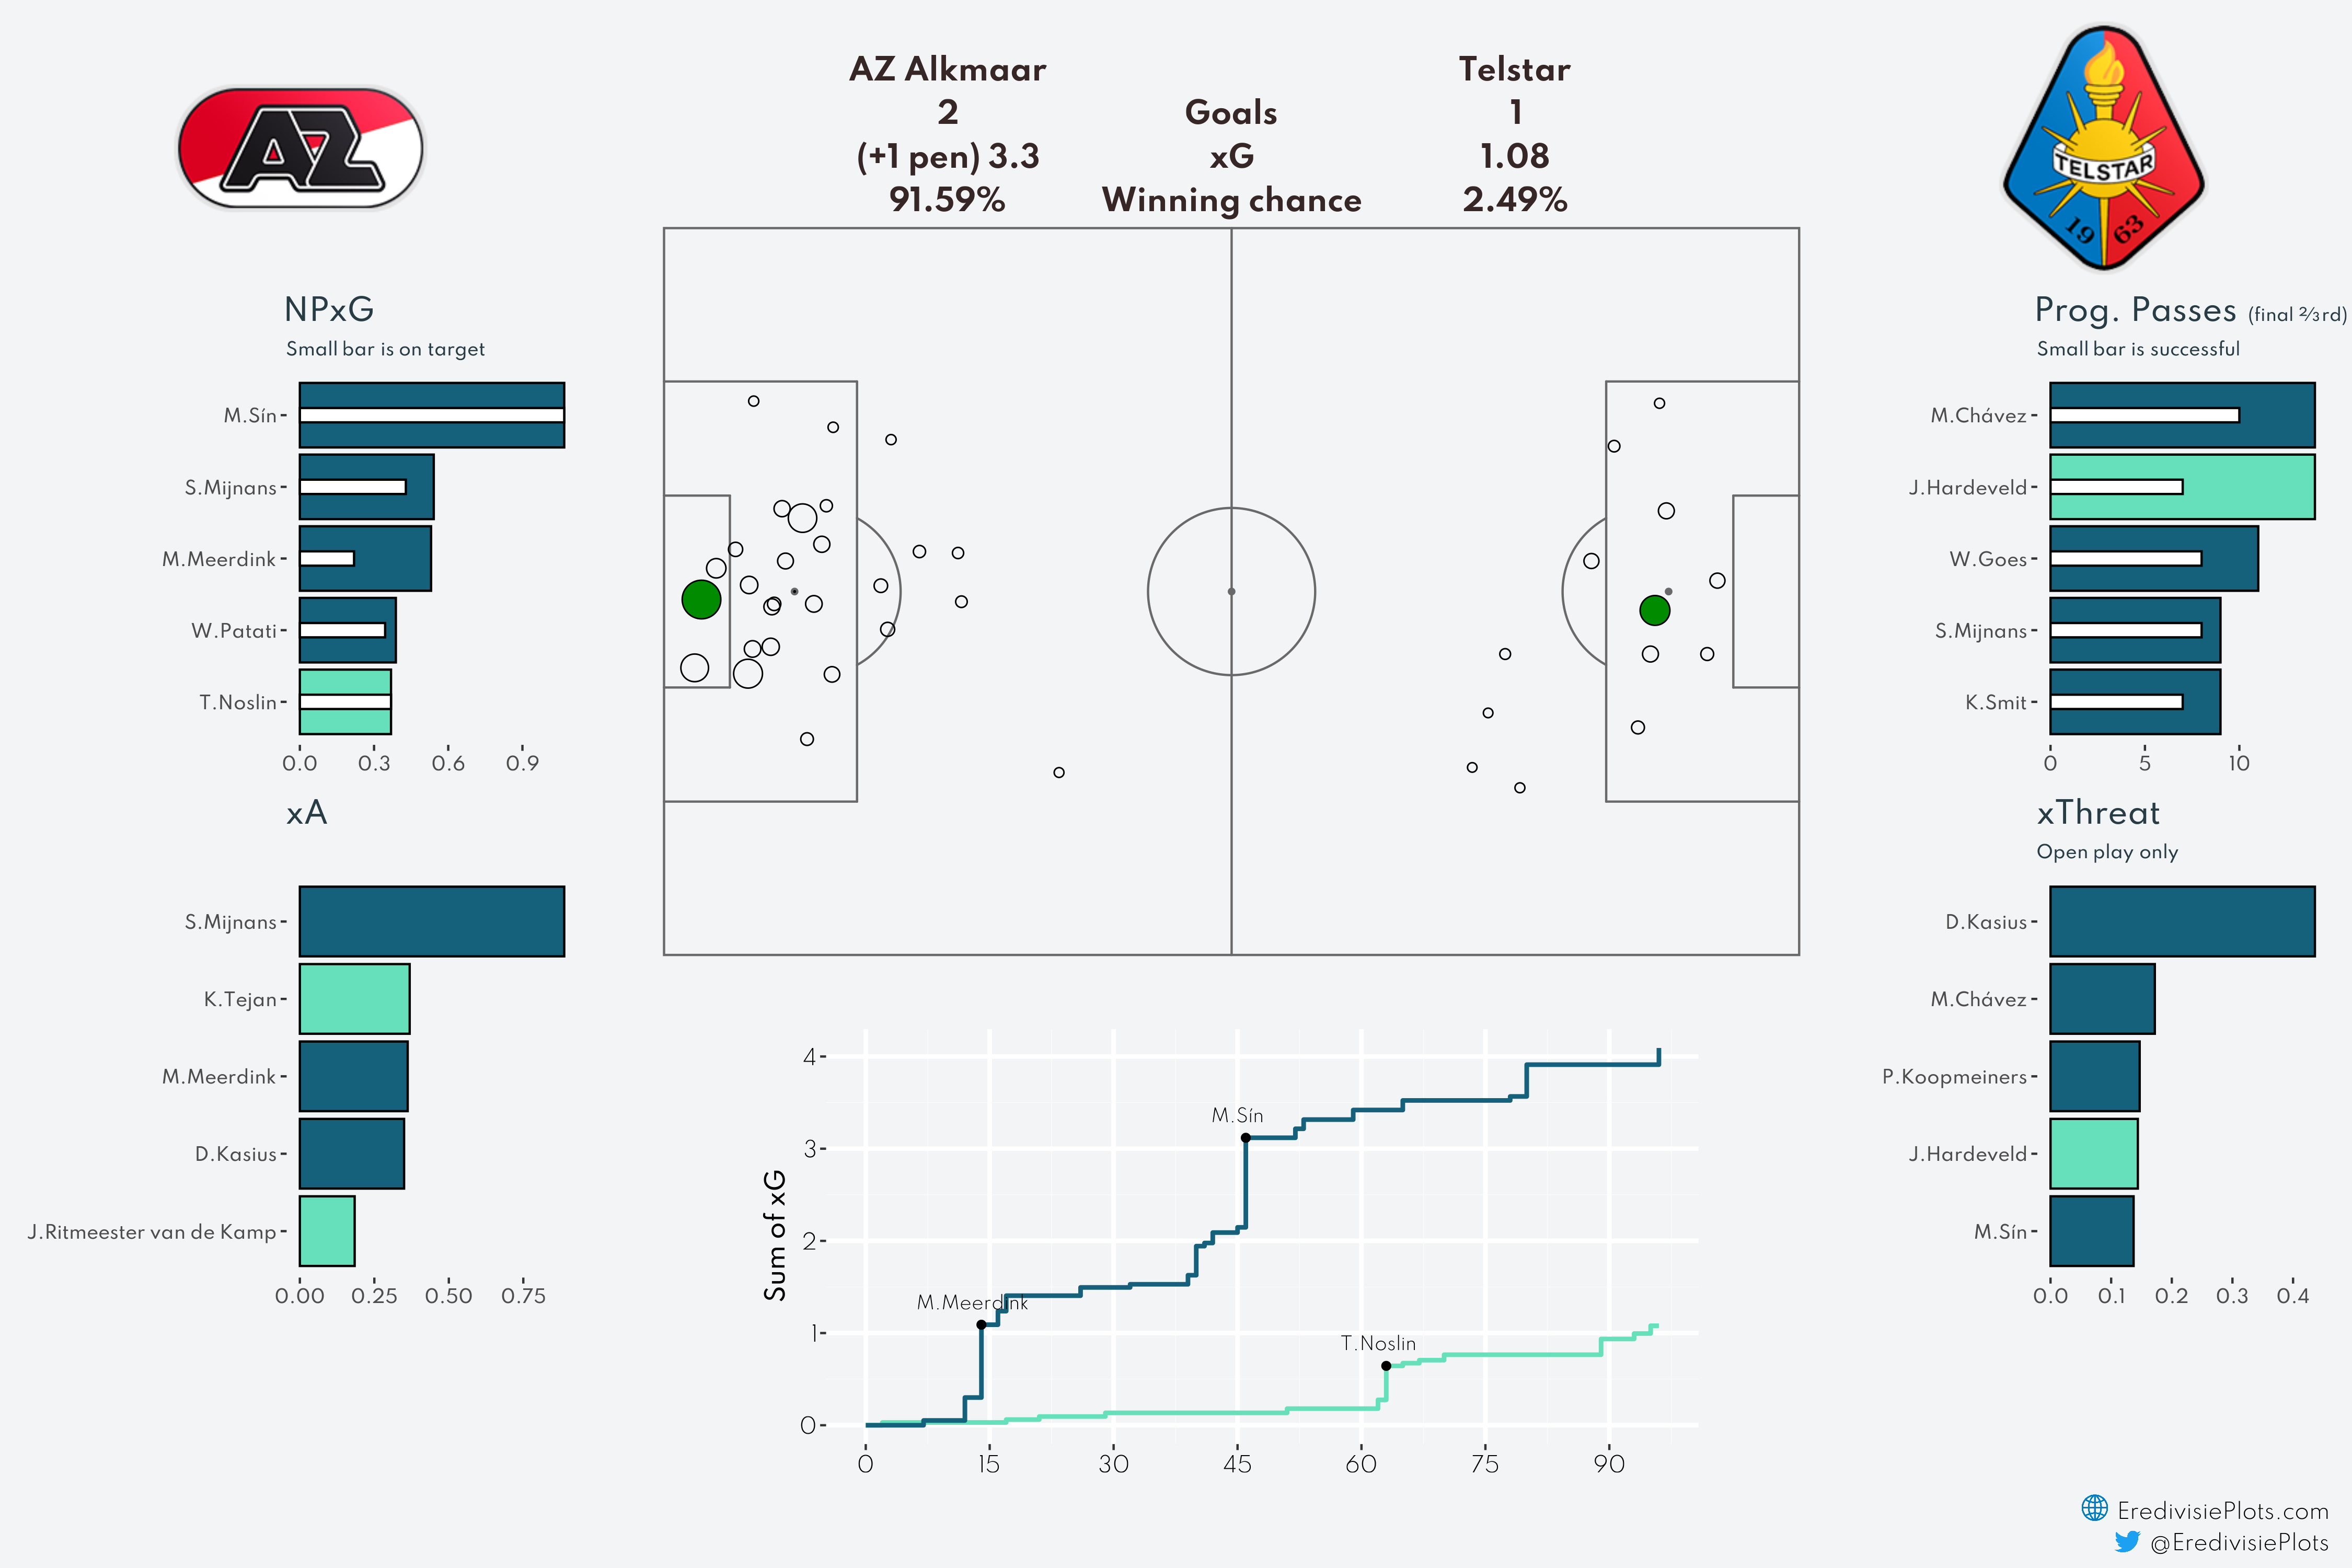 AZ Alkmaar
Telstar
2 Goals 1
(+1 pen) 3.3 xG 1.08
91.59% Winning chance 2.49%
AZ
TELSTAR
19 63
NPxG
Small bar is on target
M.Sín
S.Mijnans
M.Meerdink
W.Patati
T.Noslin
0.0 0.3 0.6 0.9
xA
S.Mijnans
K.Tejan
M.Meerdink
D.Kasius
J.Ritmeester van de Kamp
0.00 0.25 0.50 0.75
Sum of xG
4
3
2
1
0
M.Sín
M.Meerdink
T.Noslin
0 15 30 45 60 75 90
Prog. Passes (final ⅔rd)
Small bar is successful
M.Chávez
J.Hardeveld
W.Goes
S.Mijnans
K.Smit
0 5 10
xThreat
Open play only
D.Kasius
M.Chávez
P.Koopmeiners
J.Hardeveld
M.Sín
0.0 0.1 0.2 0.3 0.4
EredivisiePlots.com
@EredivisiePlots